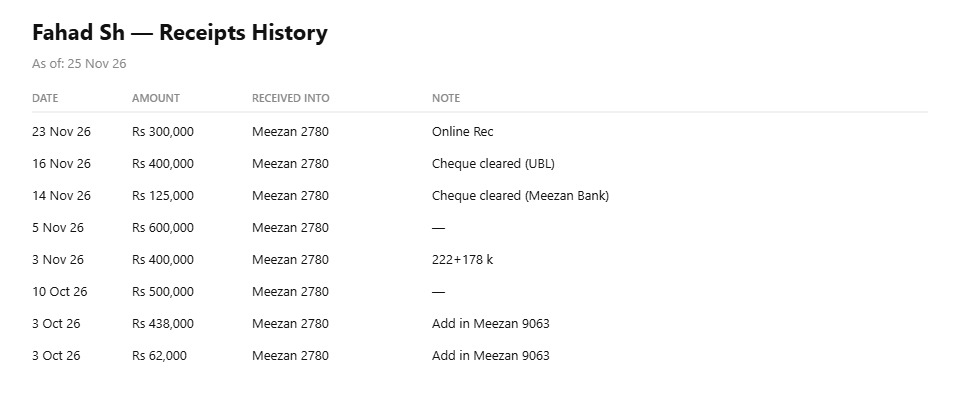 Fahad Sh — Receipts History
As of: 25 Nov 26
DATE AMOUNT RECEIVED INTO NOTE
23 Nov 26 Rs 300,000 Meezan 2780 Online Rec
16 Nov 26 Rs 400,000 Meezan 2780 Cheque cleared (UBL)
14 Nov 26 Rs 125,000 Meezan 2780 Cheque cleared (Meezan Bank)
5 Nov 26 Rs 600,000 Meezan 2780 —
3 Nov 26 Rs 400,000 Meezan 2780 222+178 k
10 Oct 26 Rs 500,000 Meezan 2780 —
3 Oct 26 Rs 438,000 Meezan 2780 Add in Meezan 9063
3 Oct 26 Rs 62,000 Meezan 2780 Add in Meezan 9063